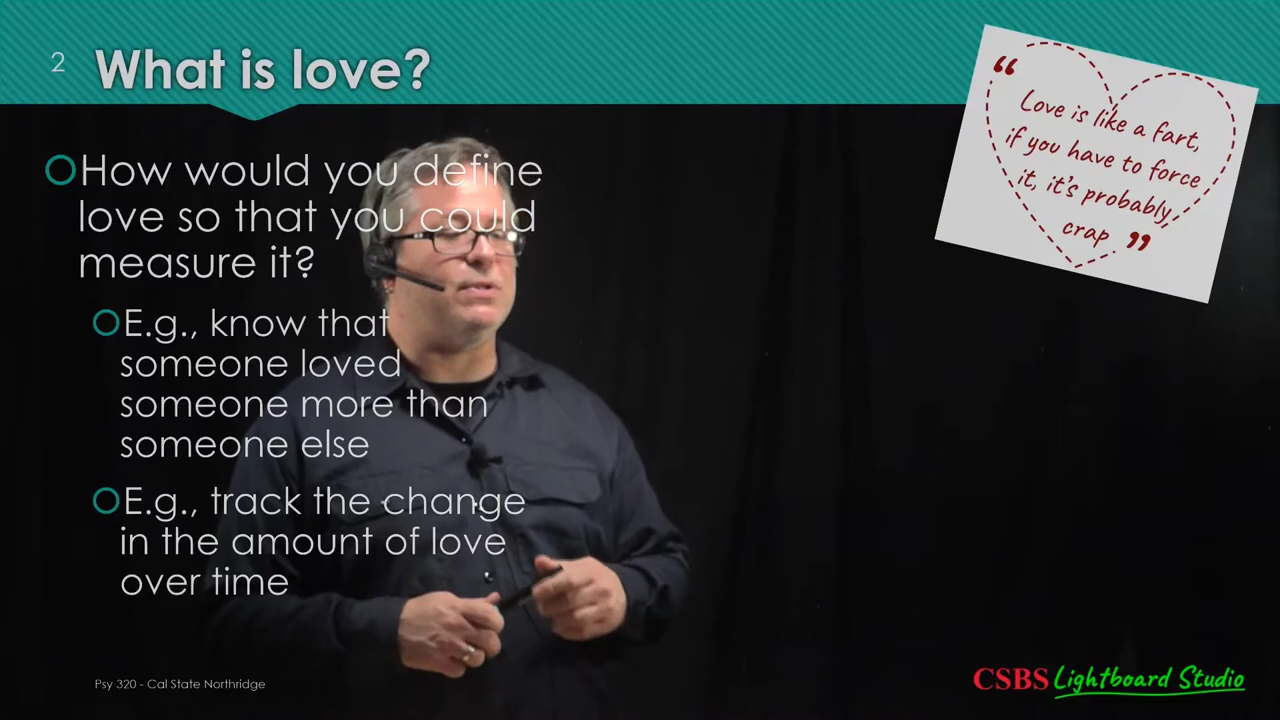 2
What is love?
“
Love is like a fart,
if you have to force
it, it's probably
crap ”
How would you define
love so that you could
measure it?
E.g., know that
someone loved
someone more than
someone else
E.g., track the change
in the amount of love
over time
Psy 320 - Cal State Northridge
CSBS Lightboard Studio